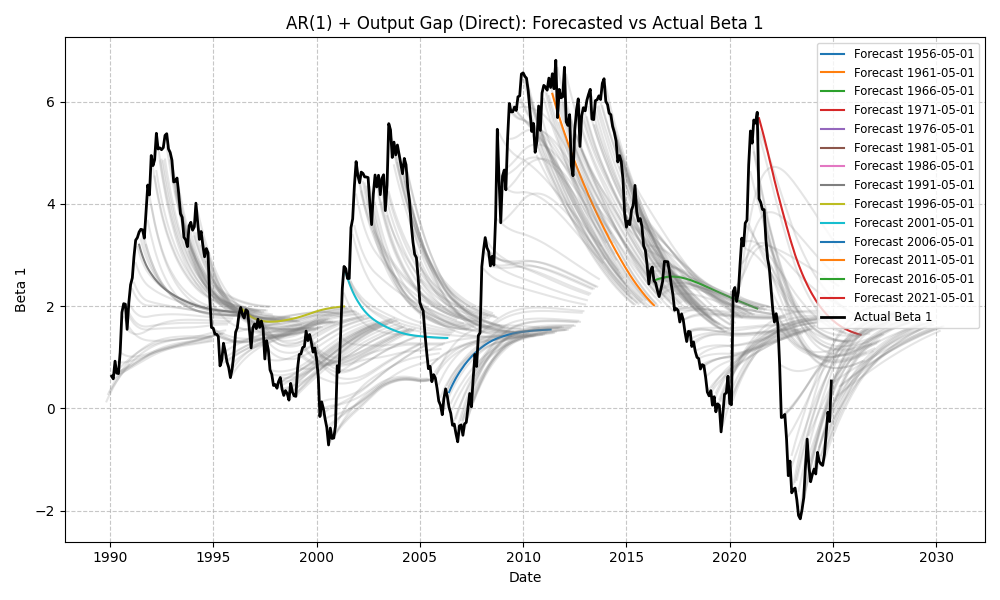 AR(1) + Output Gap (Direct): Forecasted vs Actual Beta 1
Forecast 1956-05-01
Forecast 1961-05-01
Forecast 1966-05-01
Forecast 1971-05-01
Forecast 1976-05-01
Forecast 1981-05-01
Forecast 1986-05-01
Forecast 1991-05-01
Forecast 1996-05-01
Forecast 2001-05-01
Forecast 2006-05-01
Forecast 2011-05-01
Forecast 2016-05-01
Forecast 2021-05-01
Actual Beta 1
Beta 1
6
4
2
0
−2
1990 1995 2000 2005 2010 2015 2020 2025 2030
Date